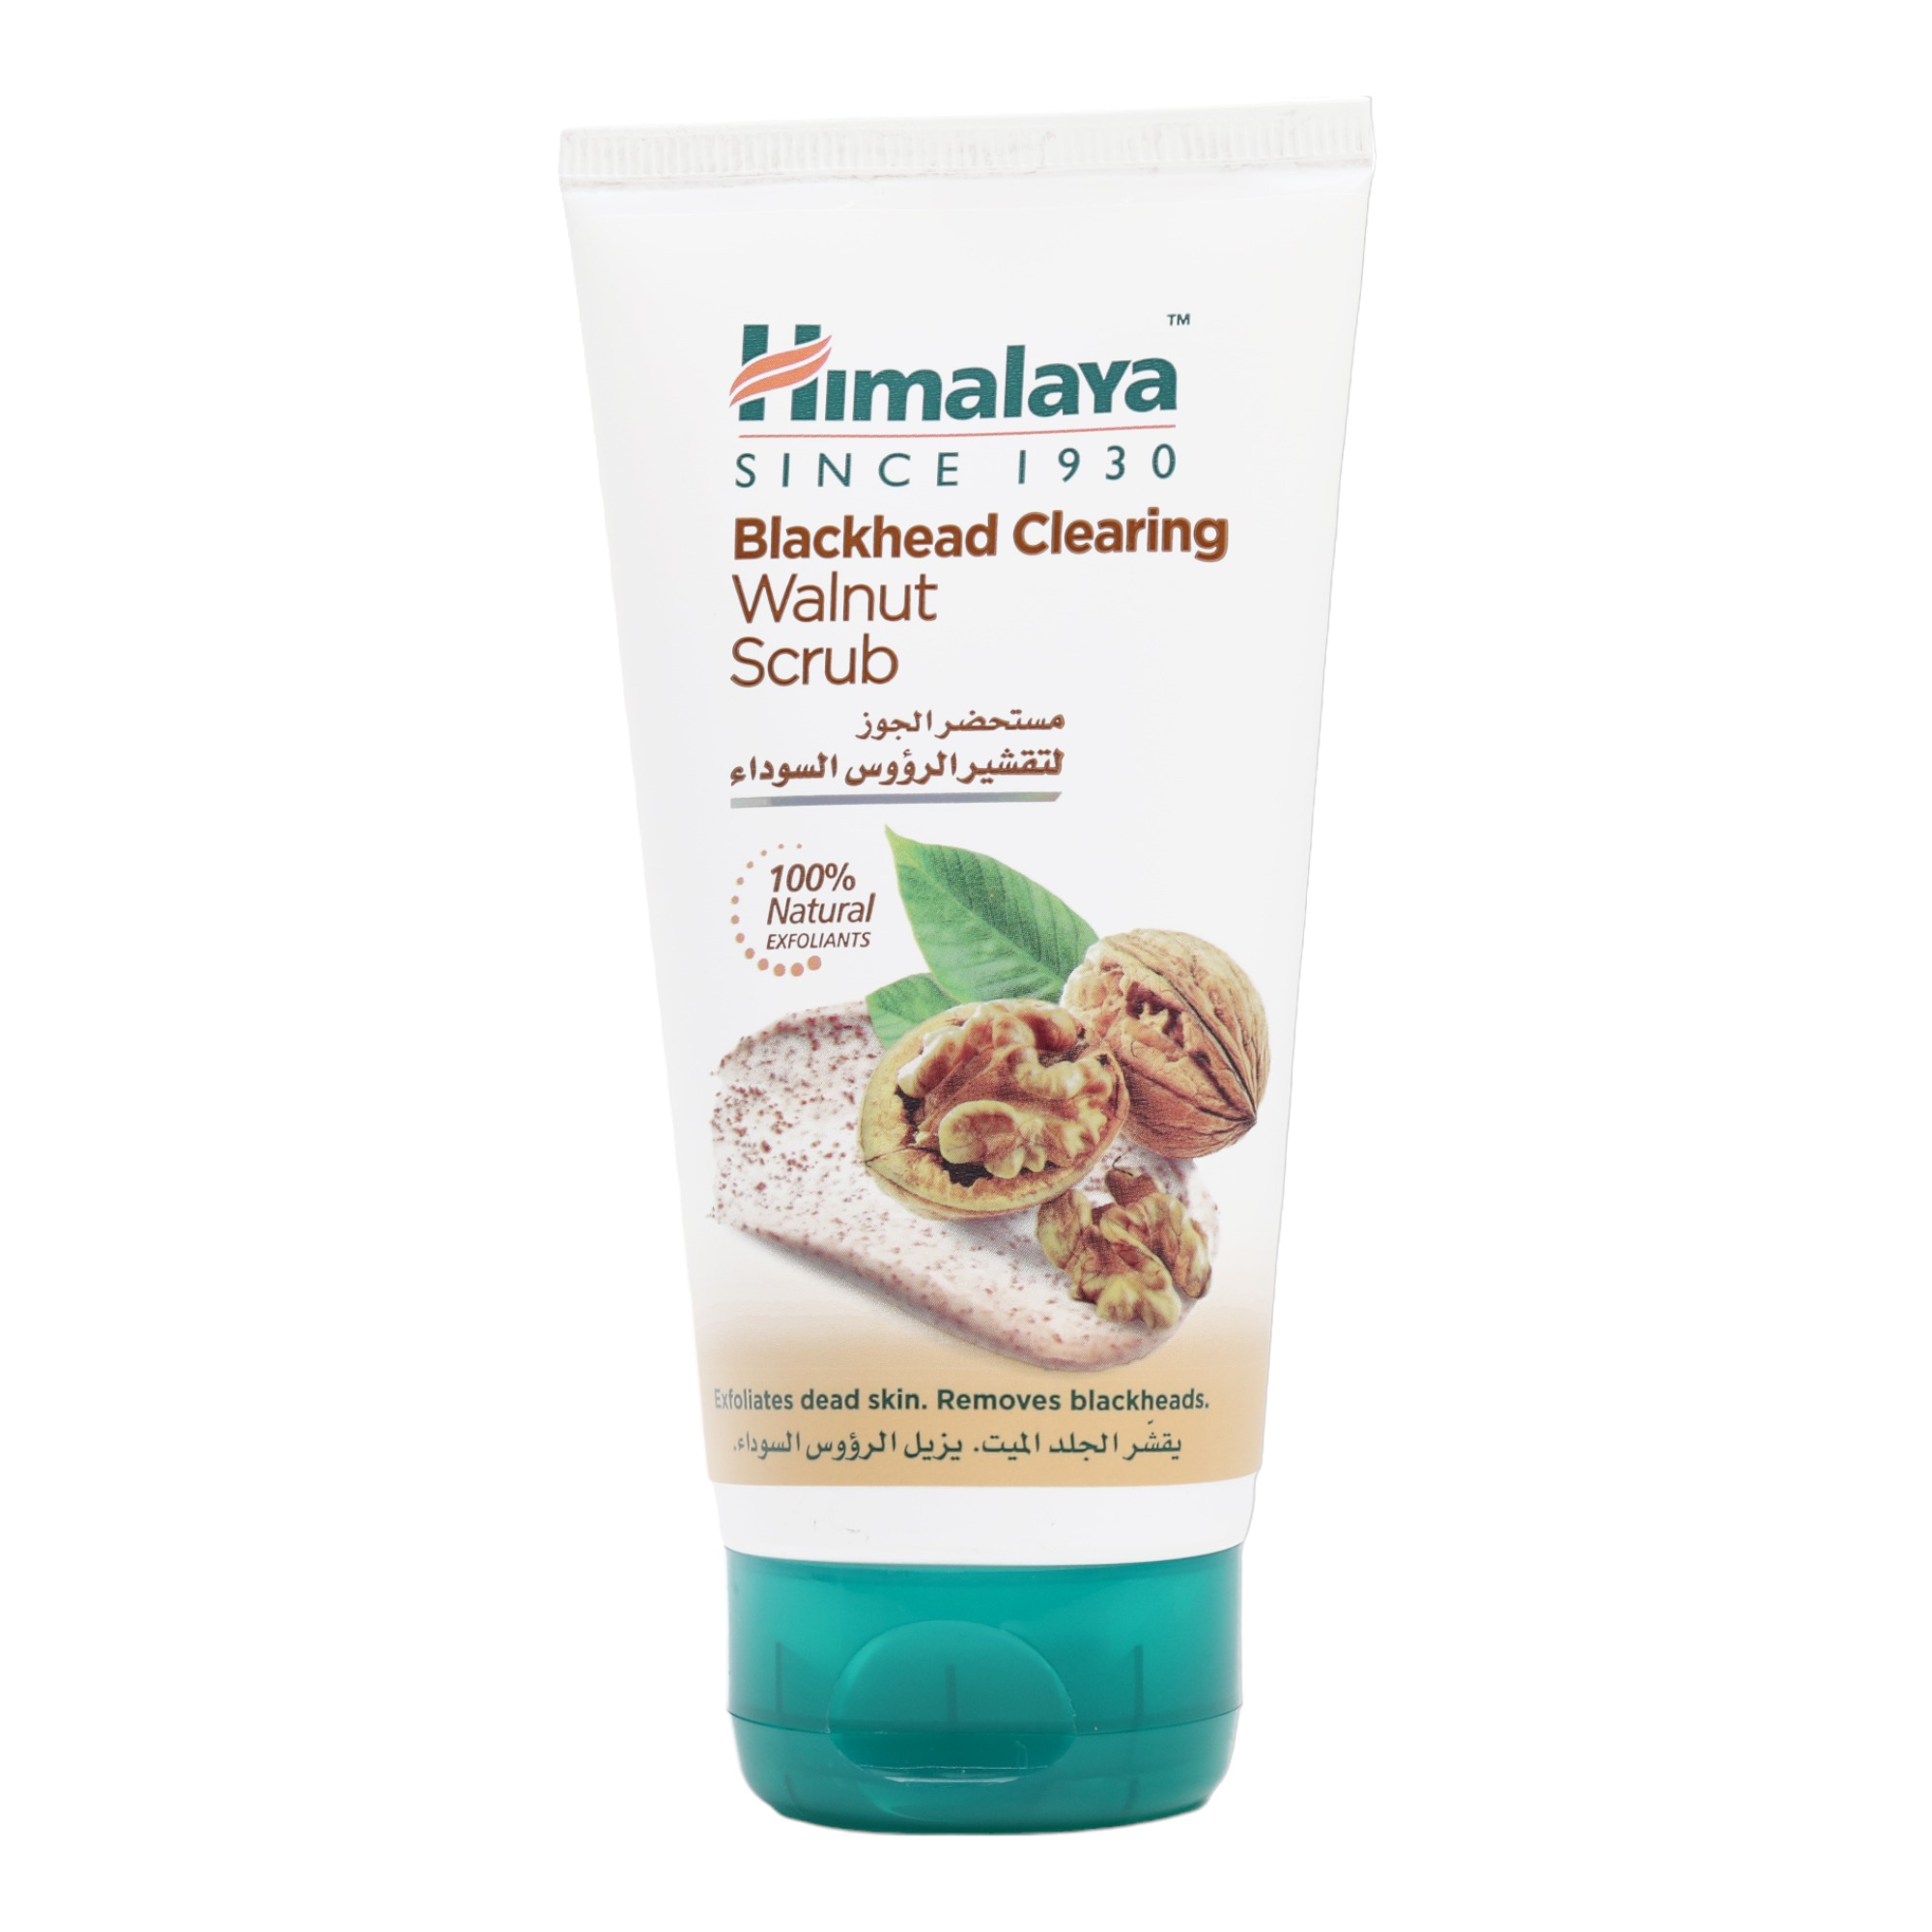 Himalaya™
SINCE 1930
Blackhead Clearing
Walnut
Scrub
مستحضر الجوز
لتقشير الرؤوس السوداء
100%
Natural
EXFOLIANTS
Exfoliates dead skin. Removes blackheads.
يقشّر الجلد الميت. يزيل الرؤوس السوداء.